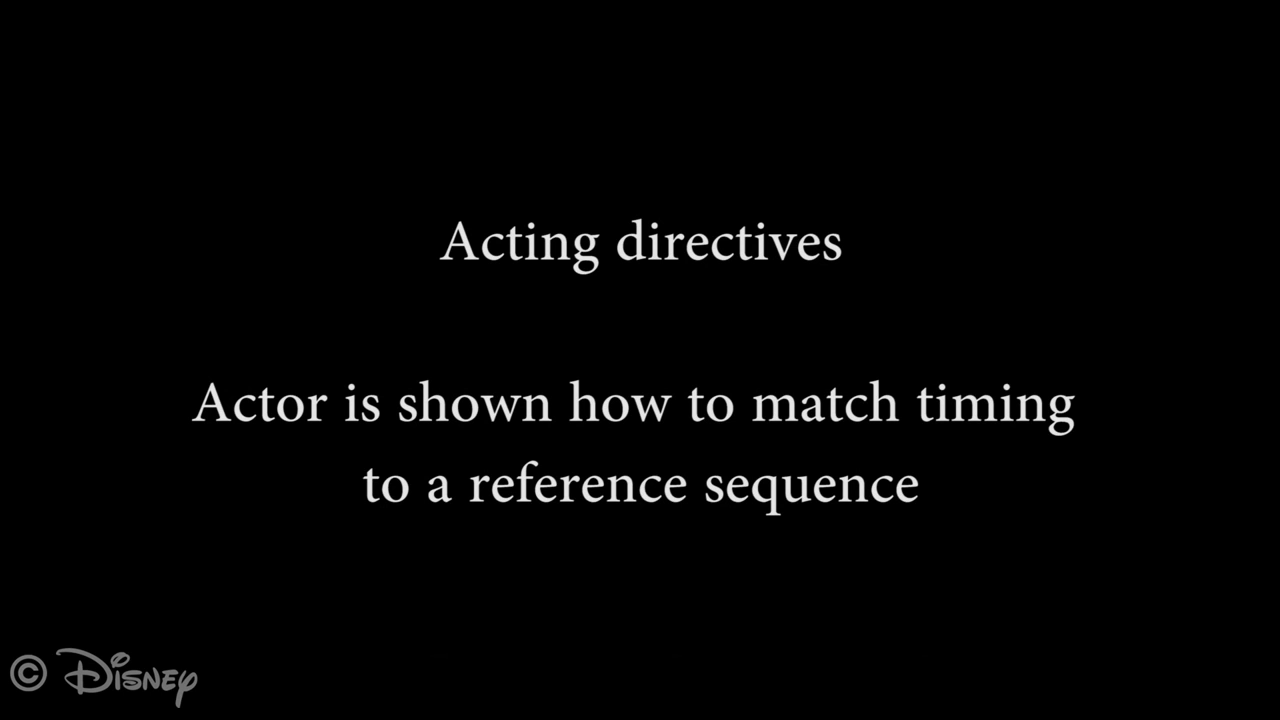 Acting directives
Actor is shown how to match timing
to a reference sequence
© Disney